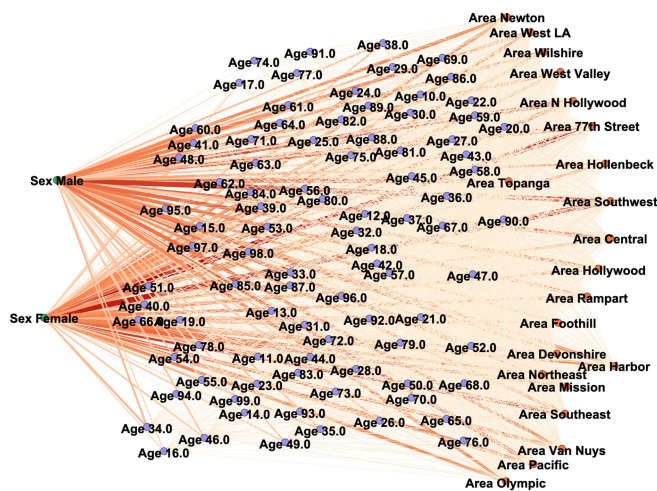 Area Newton
Area West LA
Age 38.0
Age 91.0
Area Wilshire
Age 74.0
Age 69.0
Age 29.0
Area West Valley
Age 77.0
Age 86.0
Age 17.0
Age 24.0
Age 10.0
Age 22.0
Area N Hollywood
Age 61.0
Age 89.0
Age 30.0
Age 59.0
Age 82.0
Age 64.0
Age 60.0
Age 20.0
Area 77th Street
Age 41.0
Age 71.0
Age 25.0
Age 88.0
Age 27.0
Age 48.0
Age 75.0
Age 81.0
Age 43.0
Age 63.0
Area Hollenbeck
Age 58.0
Sex Male
Age 62.0
Age 45.0
Area Topanga
Age 84.0
Age 56.0
Age 80.0
Age 36.0
Area Southwest
Age 95.0
Age 39.0
Age 12.0
Age 37.0
Age 90.0
Age 15.0
Age 53.0
Age 67.0
Age 32.0
Area Central
Age 97.0
Age 98.0
Age 18.0
Age 42.0
Area Hollywood
Age 33.0
Age 57.0
Age 47.0
Age 51.0
Age 85.0
Age 87.0
Age 96.0
Area Rampart
Age 40.0
Age 13.0
Sex Female
Age 66.0
Age 19.0
Age 31.0
Age 92.0
Age 21.0
Area Foothill
Age 72.0
Age 79.0
Age 78.0
Age 52.0
Age 54.0
Age 11.0
Age 44.0
Area Devonshire
Area Harbor
Age 83.0
Age 28.0
Area Northeast
Age 55.0
Age 23.0
Age 50.0
Age 68.0
Area Mission
Age 94.0
Age 99.0
Age 73.0
Age 70.0
Age 14.0
Age 93.0
Area Southeast
Age 65.0
Age 26.0
Age 34.0
Age 35.0
Age 46.0
Age 49.0
Age 76.0
Age 16.0
Area Van Nuys
Area Pacific
Area Olympic